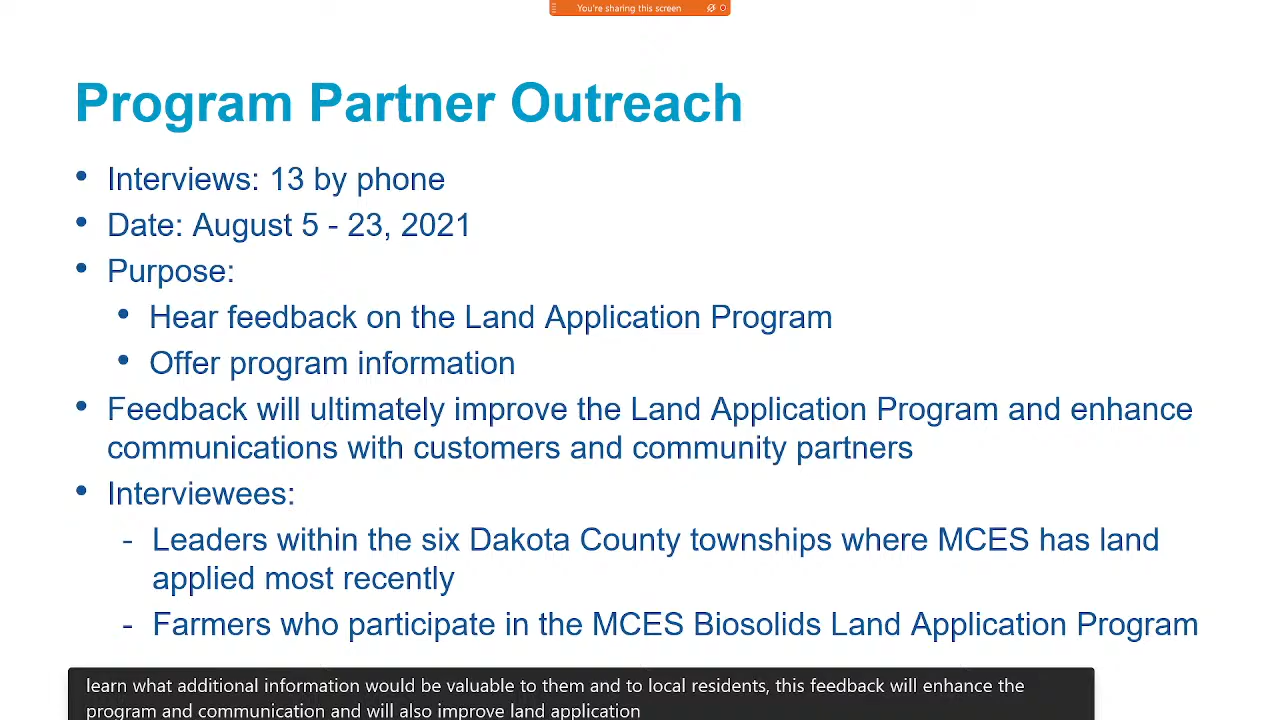 You're sharing this screen
Program Partner Outreach
• Interviews: 13 by phone
• Date: August 5 - 23, 2021
• Purpose:
• Hear feedback on the Land Application Program
• Offer program information
• Feedback will ultimately improve the Land Application Program and enhance
communications with customers and community partners
• Interviewees:
- Leaders within the six Dakota County townships where MCES has land
applied most recently
- Farmers who participate in the MCES Biosolids Land Application Program
learn what additional information would be valuable to them and to local residents, this feedback will enhance the
program and communication and will also improve land application